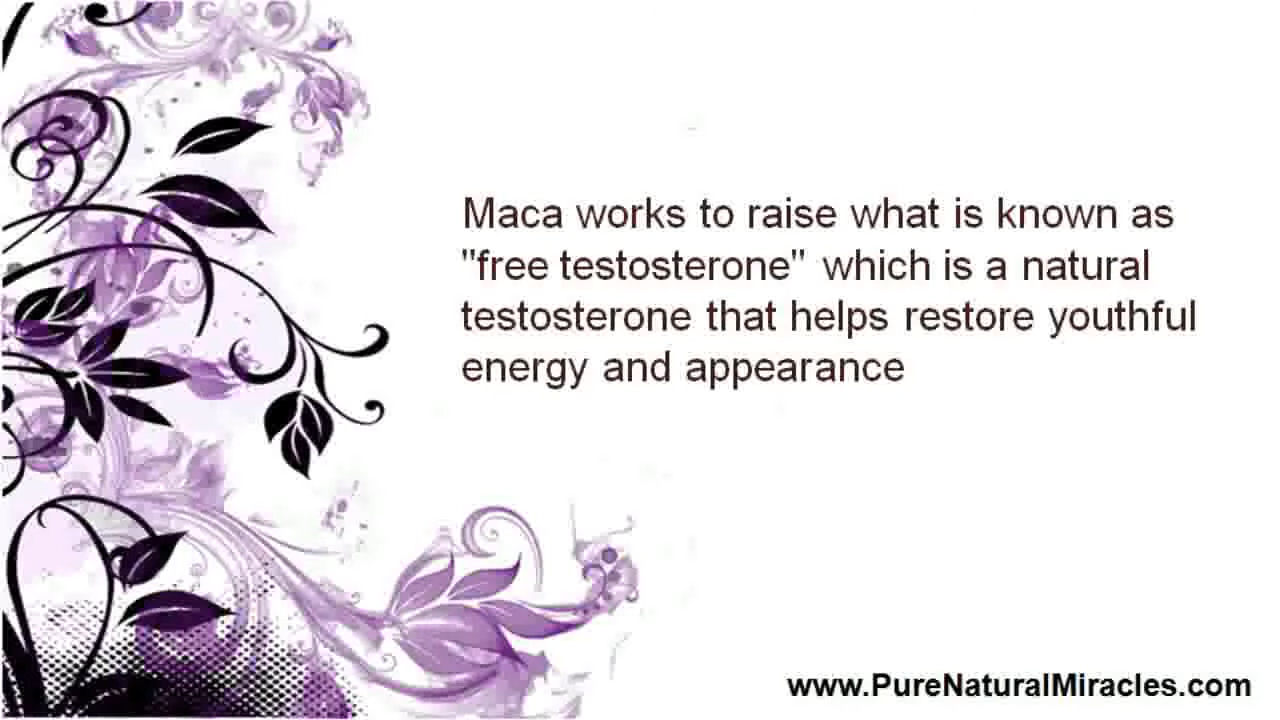 Maca works to raise what is known as
"free testosterone" which is a natural
testosterone that helps restore youthful
energy and appearance
www.PureNaturalMiracles.com